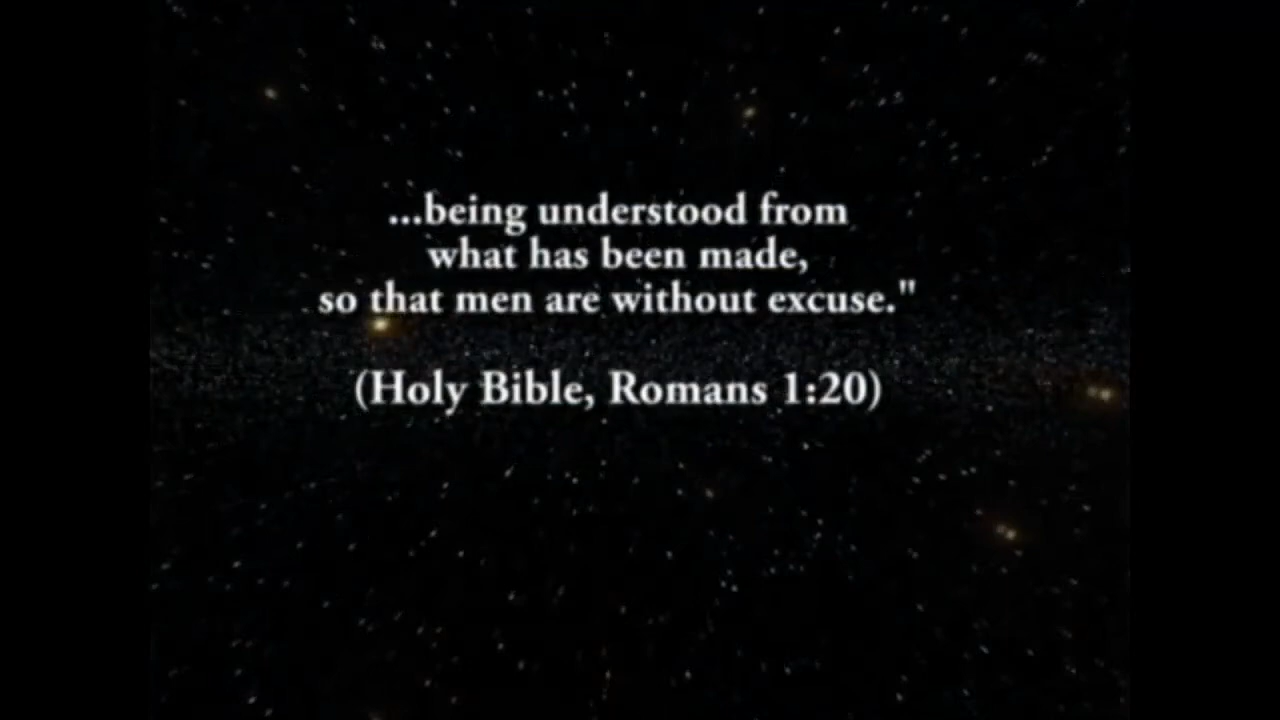 ...being understood from
what has been made,
so that men are without excuse."
(Holy Bible, Romans 1:20)